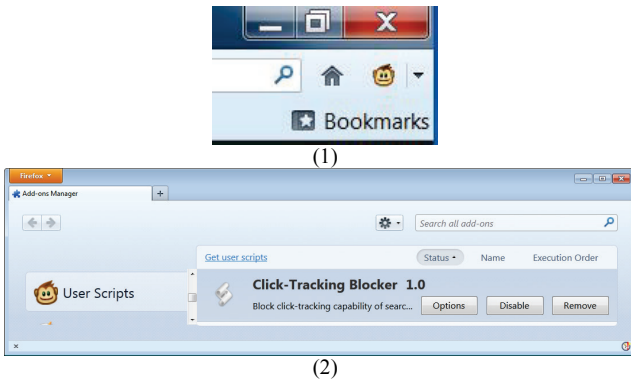 Bookmarks
(1)
Firefox
Add-ons Manager
Search all add-ons
Get user scripts
Status
Name
Execution Order
User Scripts
Click-Tracking Blocker 1.0
Block click-tracking capability of searc...
Options
Disable
Remove
(2)